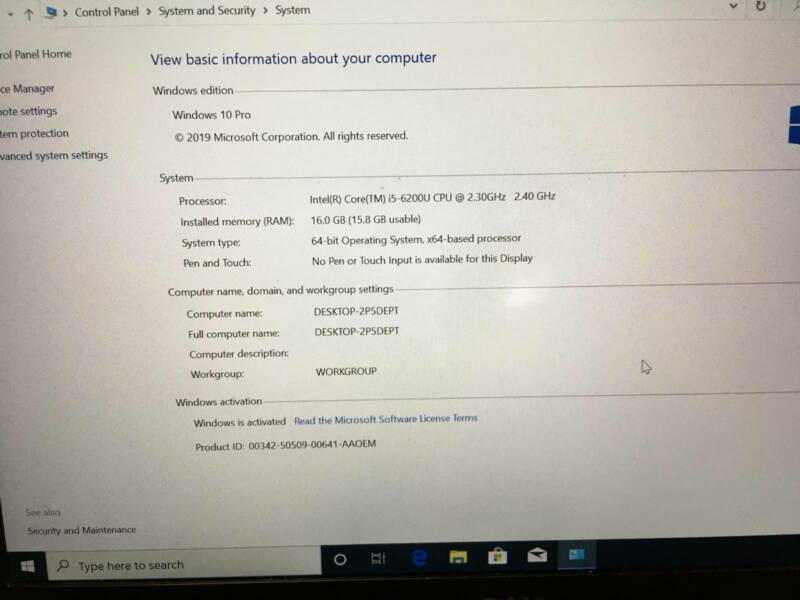 Control Panel > System and Security > System
rol Panel Home
View basic information about your computer
ce Manager
ote settings
tem protection
vanced system settings
Windows edition
Windows 10 Pro
© 2019 Microsoft Corporation. All rights reserved.
System
Processor: Intel(R) Core(TM) i5-6200U CPU @ 2.30GHz 2.40 GHz
Installed memory (RAM): 16.0 GB (15.8 GB usable)
System type: 64-bit Operating System, x64-based processor
Pen and Touch: No Pen or Touch Input is available for this Display
Computer name, domain, and workgroup settings
Computer name: DESKTOP-2P5DEPT
Full computer name: DESKTOP-2P5DEPT
Computer description:
Workgroup: WORKGROUP
Windows activation
Windows is activated Read the Microsoft Software License Terms
Product ID: 00342-50509-00641-AAOEM
See also
Security and Maintenance
Type here to search